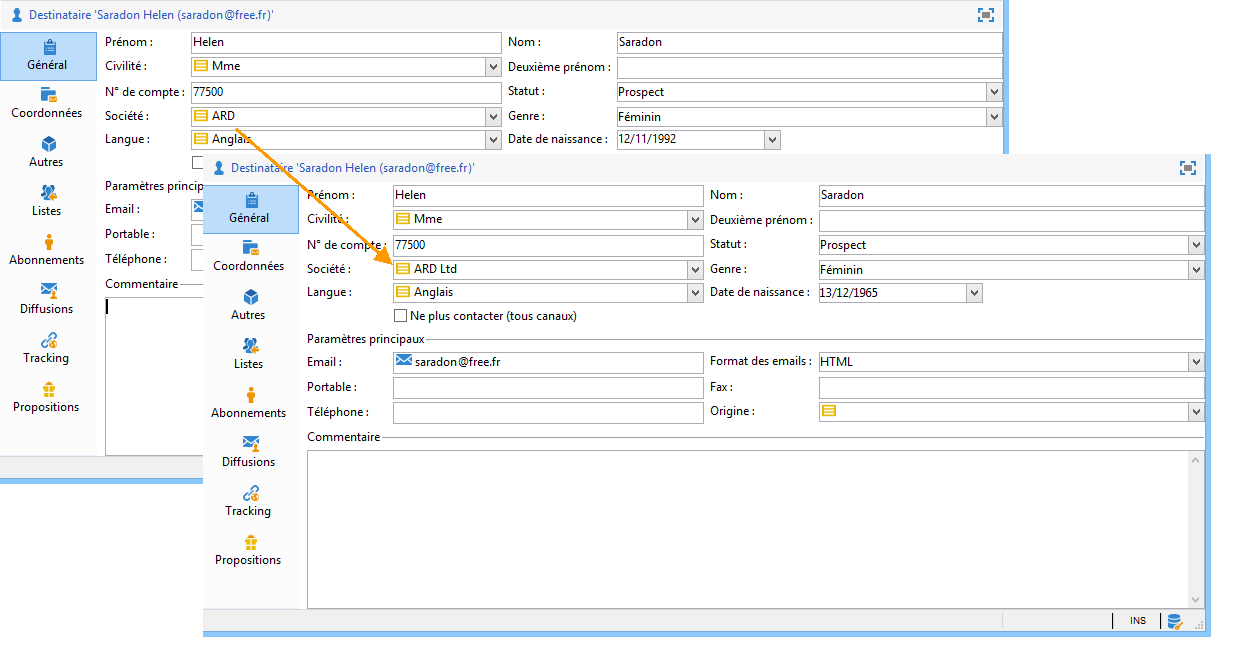 Destinataire 'Saradon Helen (saradon@free.fr)'
Général
Coordonnées
Autres
Listes
Abonnements
Diffusions
Tracking
Propositions
Prénom : Helen Nom : Saradon
Civilité : Mme Deuxième prénom :
N° de compte : 77500 Statut : Prospect
Société : ARD Genre : Féminin
Langue : Anglais Date de naissance : 12/11/1992
Paramètres princip
Email :
Portable :
Téléphone :
Commentaire
Destinataire 'Saradon Helen (saradon@free.fr)'
Général
Coordonnées
Autres
Listes
Abonnements
Diffusions
Tracking
Propositions
Prénom : Helen Nom : Saradon
Civilité : Mme Deuxième prénom :
N° de compte : 77500 Statut : Prospect
Société : ARD Ltd Genre : Féminin
Langue : Anglais Date de naissance : 13/12/1965
Ne plus contacter (tous canaux)
Paramètres principaux
Email : saradon@free.fr Format des emails : HTML
Portable : Fax :
Téléphone : Origine :
Commentaire
INS